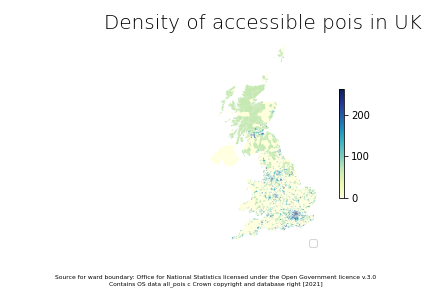 Density of accessible pois in UK
200
100
0
Source for ward boundary: Office for National Statistics licensed under the Open Government licence v.3.0
Contains OS data all_pois c Crown copyright and database right [2021]